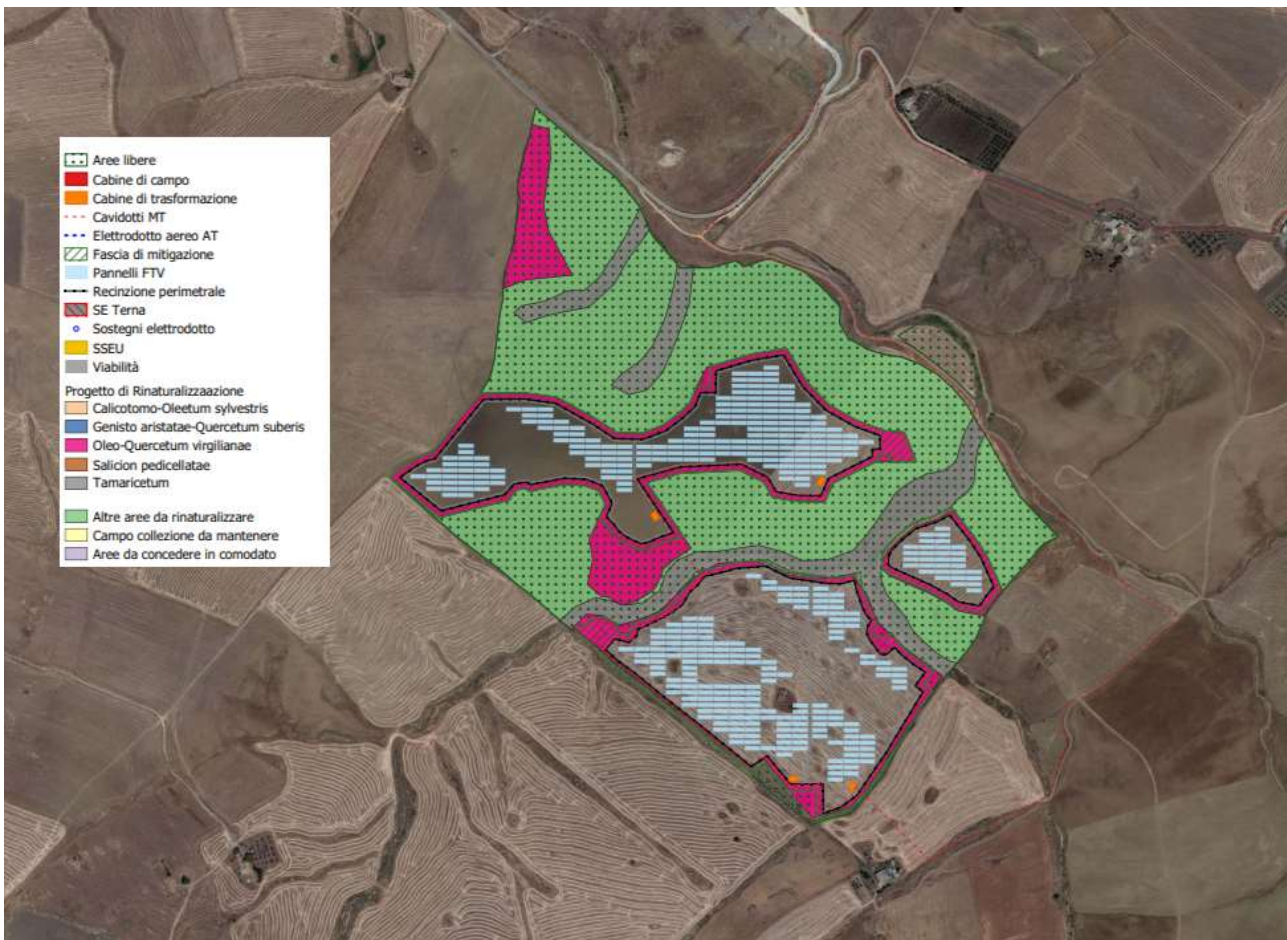 Aree libere
Cabine di campo
Cabine di trasformazione
Cavidotti MT
Elettrodotto aereo AT
Fascia di mitigazione
Pannelli FTV
Recinzione perimetrale
SE Terna
Sostegni elettrodotto
SSEU
Viabilità
Progetto di Rinaturalizzaazione
Calicotomo-Oleetum sylvestris
Genisto aristatae-Quercetum suberis
Oleo-Quercetum virgilianae
Salicion pedicellatae
Tamaricetum
Altre aree da rinaturalizzare
Campo collezione da mantenere
Aree da concedere in comodato